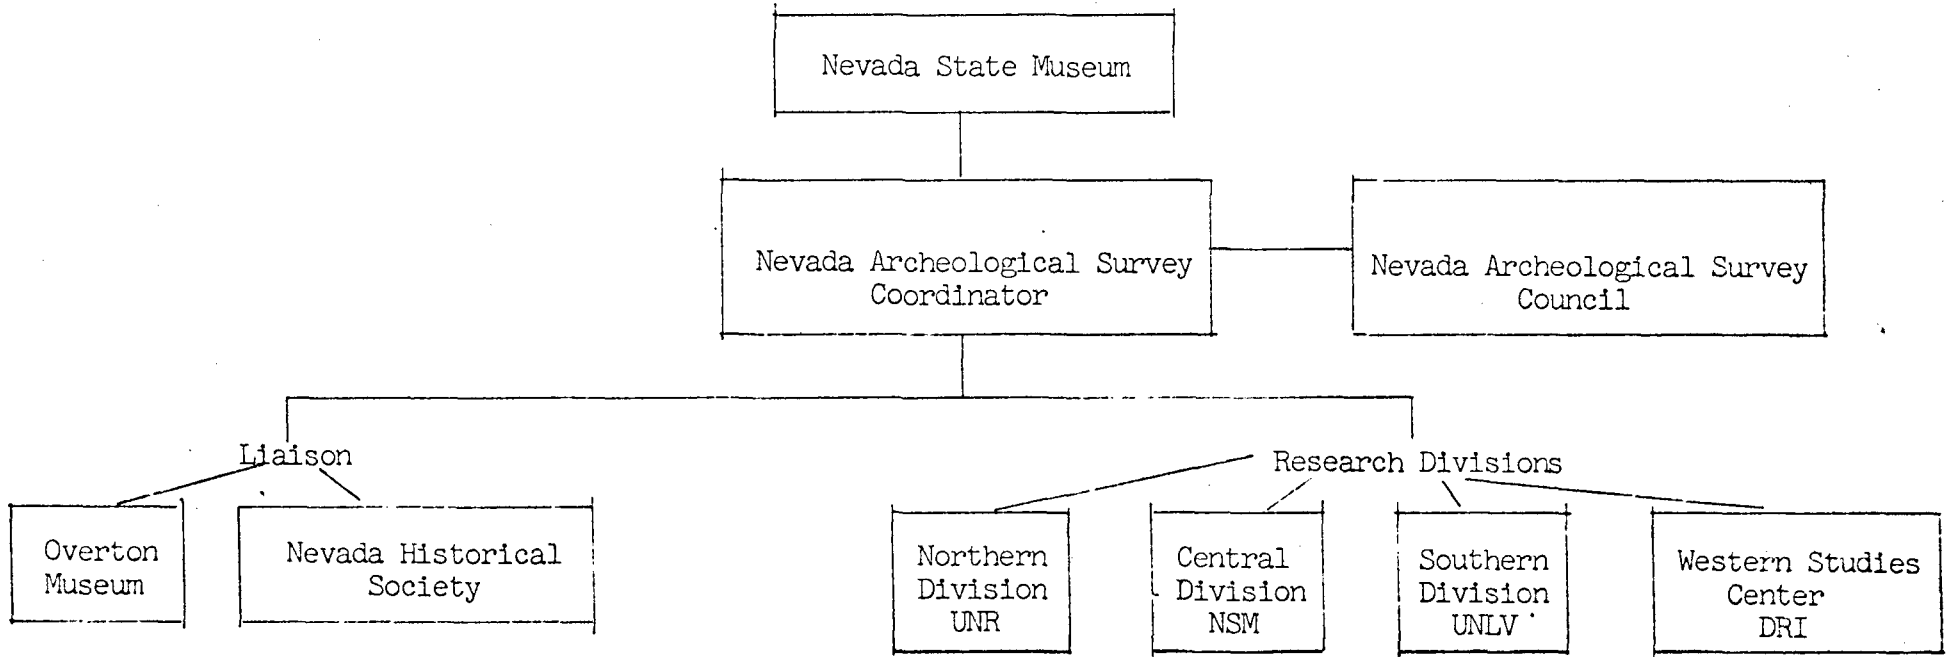 Nevada State Museum
Nevada Archeological Survey
Coordinator
Nevada Archeological Survey
Council
Liaison
Research Divisions
Overton
Museum
Nevada Historical
Society
Northern
Division
UNR
Central
Division
NSM
Southern
Division
UNLV
Western Studies
Center
DRI